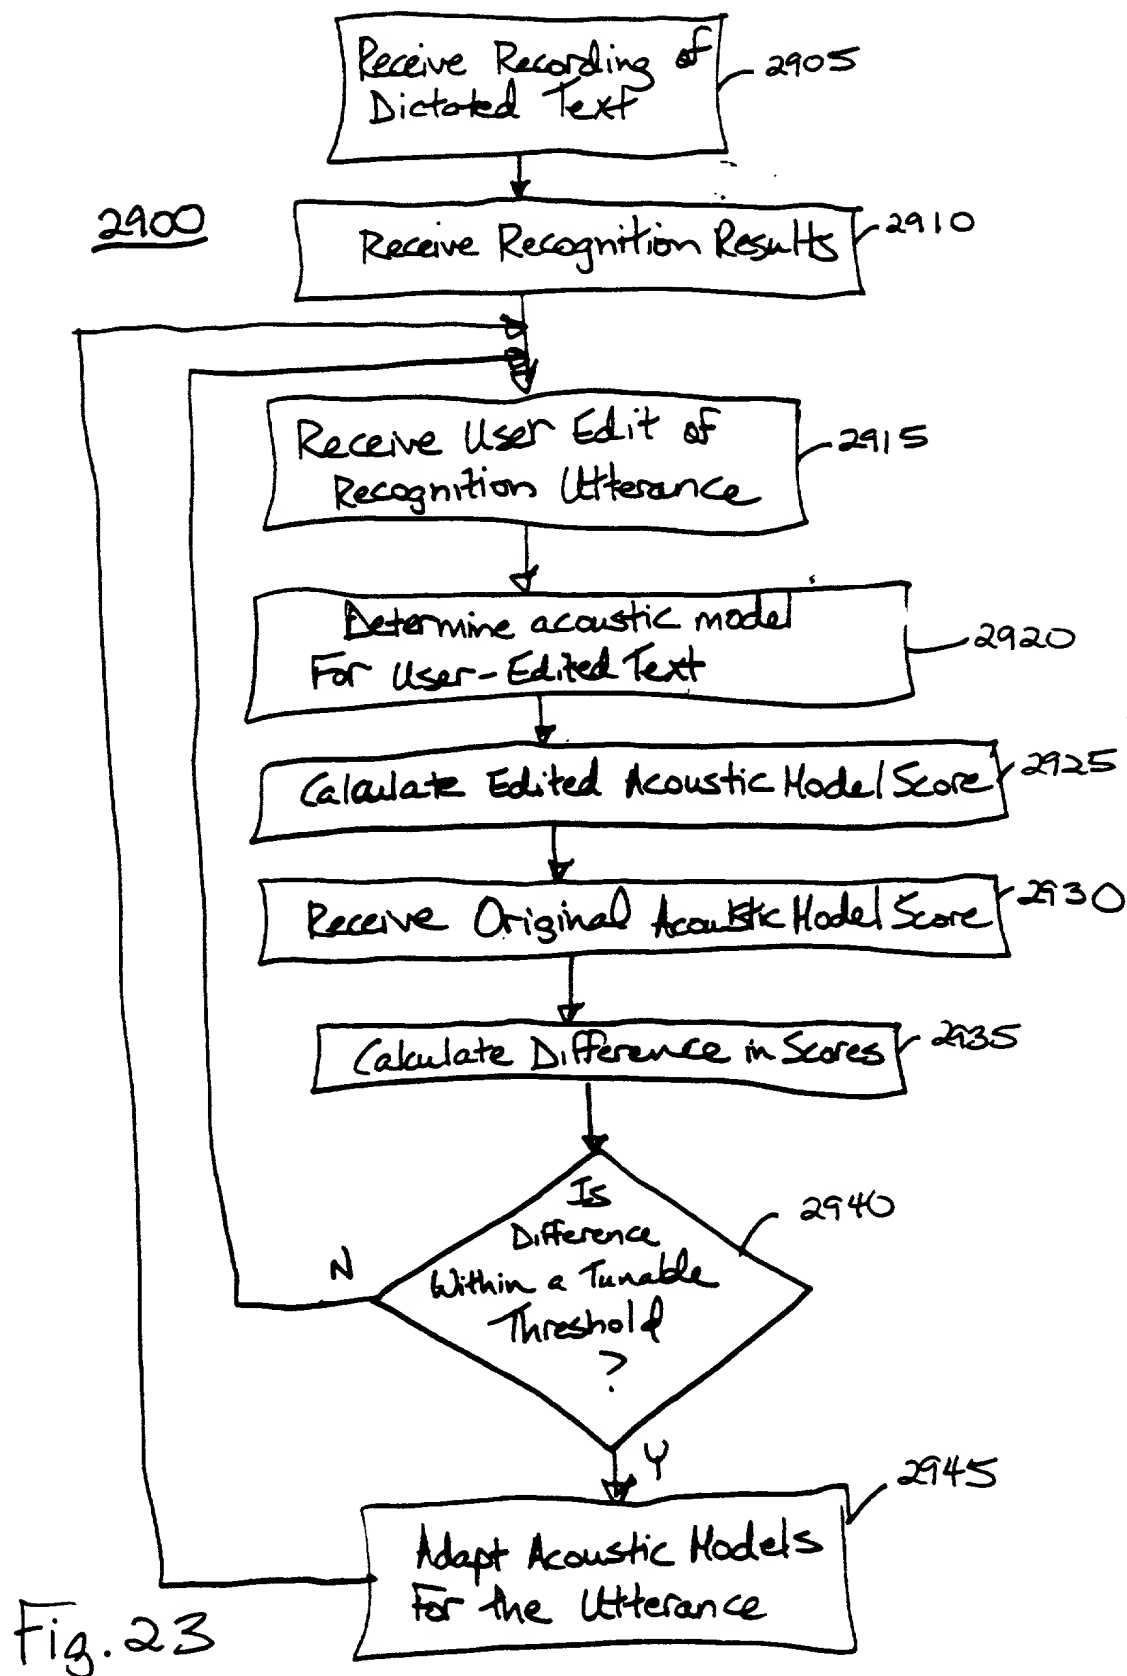 Receive Recording of
Dictated Text
2905
2900
Receive Recognition Results
2910
Receive User Edit of
Recognition Utterance
2915
Determine acoustic model
For User-Edited Text
2920
Calculate Edited Acoustic Model Score
2925
Receive Original Acoustic Model Score
2930
Calculate Difference in Scores
2935
Is
Difference
Within a Tunable
Threshold
?
2940
N
Y
Adapt Acoustic Models
For the Utterance
2945
Fig. 23